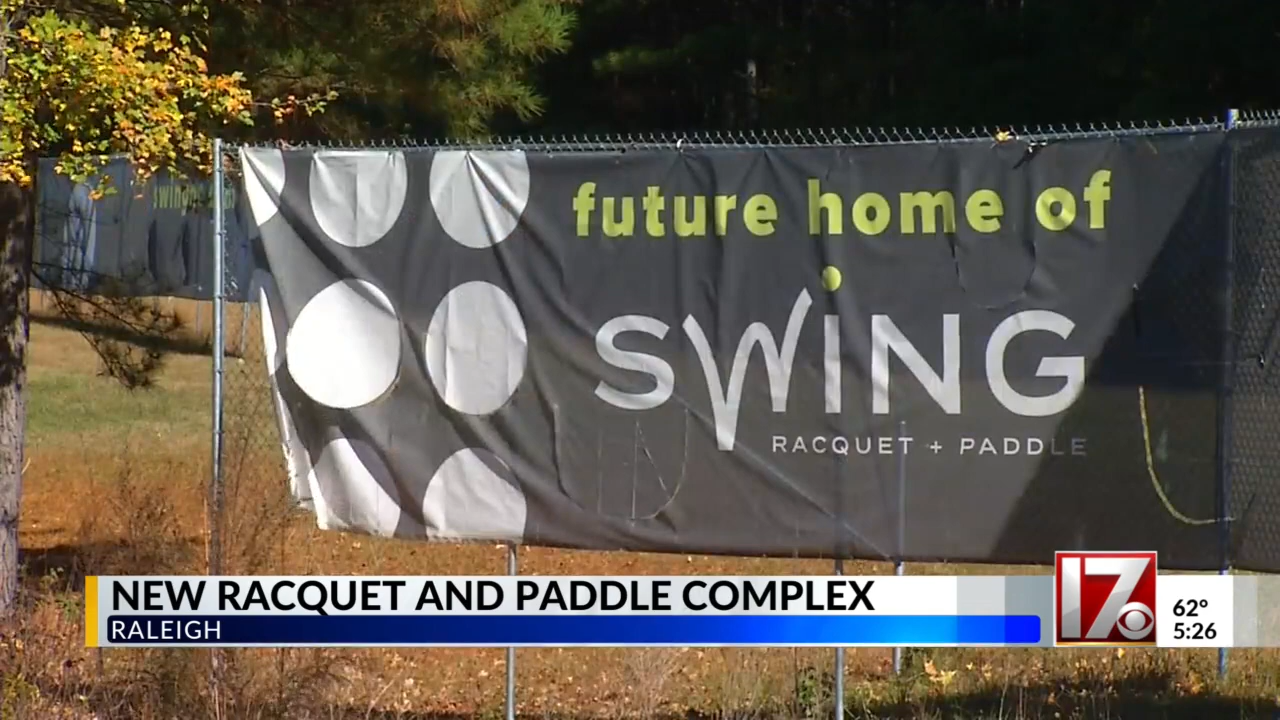 future home of
SWiNG
RACQUET + PADDLE
NEW RACQUET AND PADDLE COMPLEX
RALEIGH
17
62°
5:26